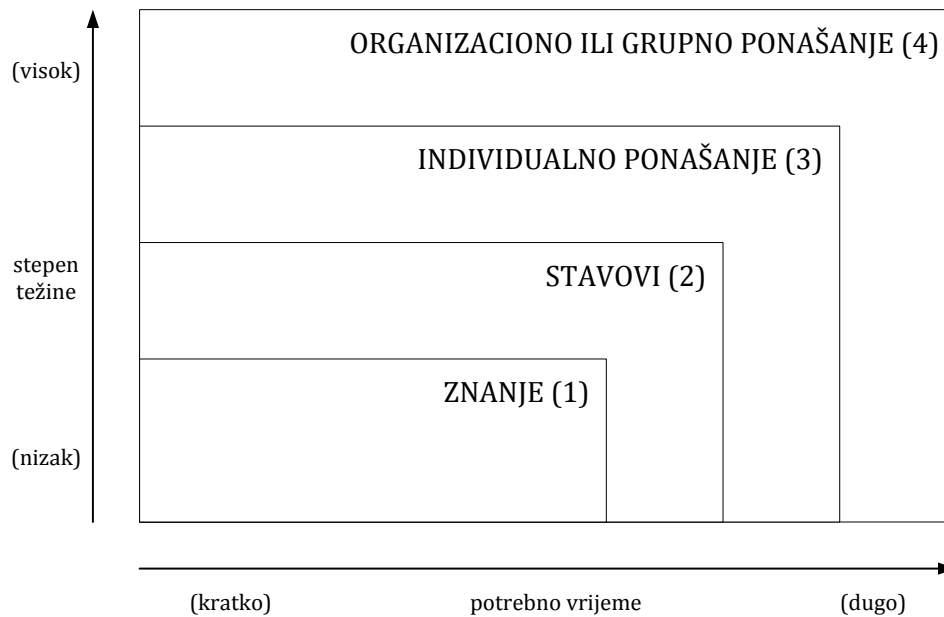 ORGANIZACIONO ILI GRUPNO PONAŠANJE (4)
(visok)
INDIVIDUALNO PONAŠANJE (3)
stepen
težine
STAVOVI (2)
ZNANJE (1)
(nizak)
(kratko)
potrebno vrijeme
(dugo)